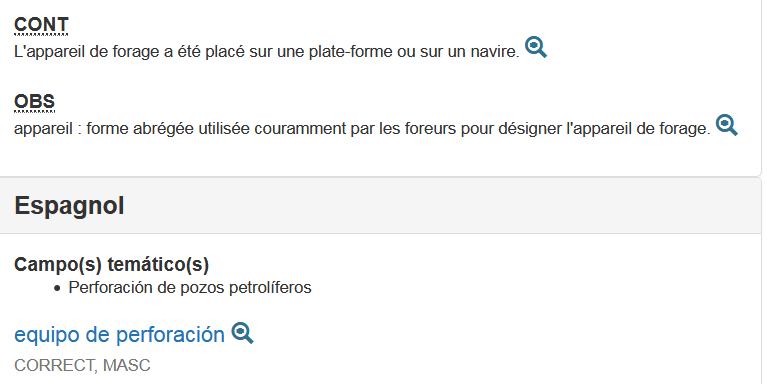 CONT
L'appareil de forage a été placé sur une plate-forme ou sur un navire.
OBS
appareil : forme abrégée utilisée couramment par les foreurs pour désigner l'appareil de forage.
Espagnol
Campo(s) temático(s)
• Perforación de pozos petrolíferos
equipo de perforación
CORRECT, MASC